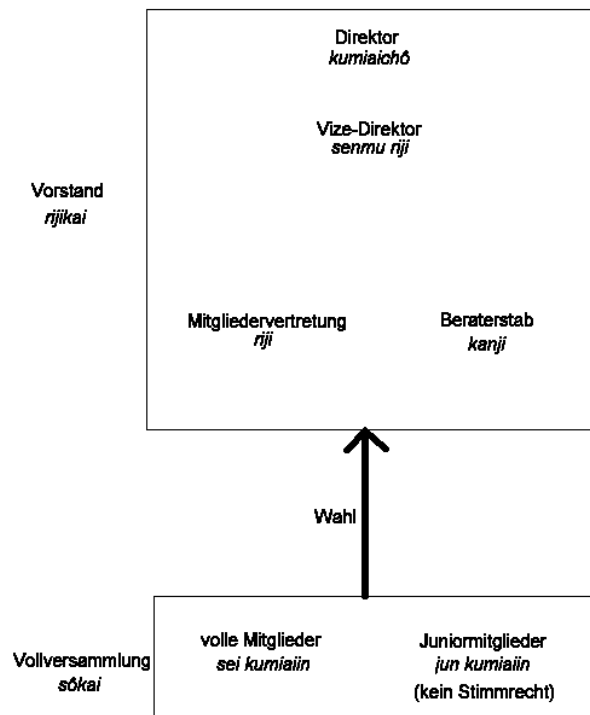 Direktor
kumiaichô
Vize-Direktor
senmu riji
Vorstand
rijikai
Mitgliedervertretung
riji
Beraterstab
kanji
Wahl
Vollversammlung
sôkai
volle Mitglieder
sei kumiaiin
Juniormitglieder
jun kumiaiin
(kein Stimmrecht)